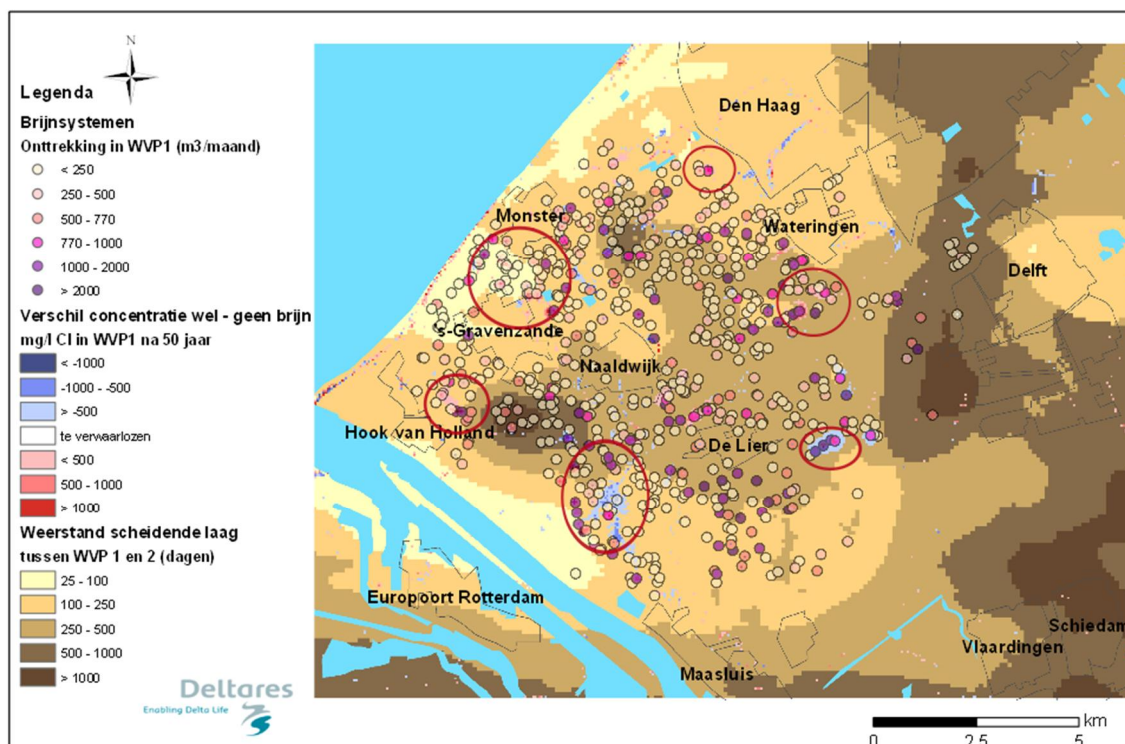 N
Legenda
Brijnsystemen
Onttrekking in WVP1 (m3/maand)
< 250
250 - 500
500 - 770
770 - 1000
1000 - 2000
> 2000
Verschil concentratie wel - geen brijn
mg/l Cl in WVP1 na 50 jaar
< -1000
-1000 - -500
> -500
te verwaarlozen
< 500
500 - 1000
> 1000
Weerstand scheidende laag
tussen WVP 1 en 2 (dagen)
25 - 100
100 - 250
250 - 500
500 - 1000
> 1000
Deltares
Enabling Delta Life
Den Haag
Monster
Wateringen
Delft
's-Gravenzande
Naaldwijk
Hoek van Holland
De Lier
Europoort Rotterdam
Maasluis
Vlaardingen
Schiedam
km
0 2.5 5